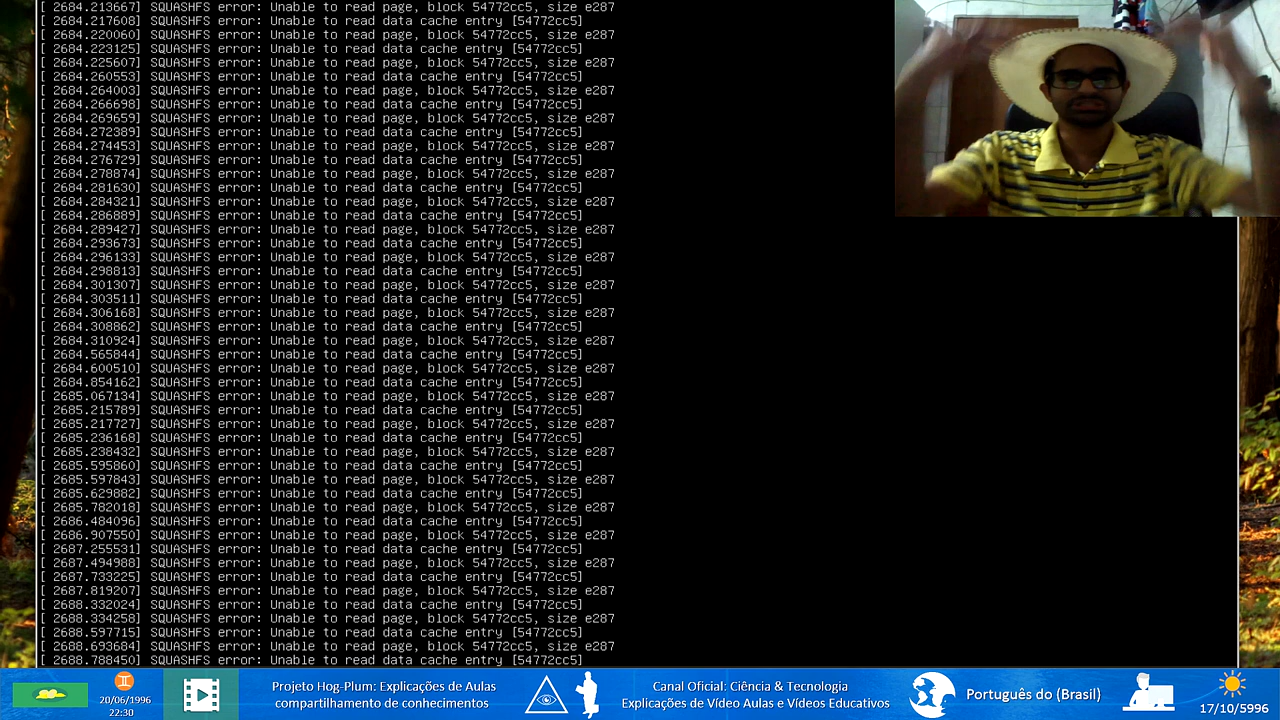 [ 2684.213667] SQUASHFS error: Unable to read page, block 54772cc5, size e287
[ 2684.217608] SQUASHFS error: Unable to read data cache entry [54772cc5]
[ 2684.220060] SQUASHFS error: Unable to read page, block 54772cc5, size e287
[ 2684.223125] SQUASHFS error: Unable to read data cache entry [54772cc5]
[ 2684.225607] SQUASHFS error: Unable to read page, block 54772cc5, size e287
[ 2684.260553] SQUASHFS error: Unable to read data cache entry [54772cc5]
[ 2684.264003] SQUASHFS error: Unable to read page, block 54772cc5, size e287
[ 2684.266698] SQUASHFS error: Unable to read data cache entry [54772cc5]
[ 2684.269659] SQUASHFS error: Unable to read page, block 54772cc5, size e287
[ 2684.272389] SQUASHFS error: Unable to read data cache entry [54772cc5]
[ 2684.274453] SQUASHFS error: Unable to read page, block 54772cc5, size e287
[ 2684.276729] SQUASHFS error: Unable to read data cache entry [54772cc5]
[ 2684.278874] SQUASHFS error: Unable to read page, block 54772cc5, size e287
[ 2684.281630] SQUASHFS error: Unable to read data cache entry [54772cc5]
[ 2684.284321] SQUASHFS error: Unable to read page, block 54772cc5, size e287
[ 2684.286889] SQUASHFS error: Unable to read data cache entry [54772cc5]
[ 2684.289427] SQUASHFS error: Unable to read page, block 54772cc5, size e287
[ 2684.293673] SQUASHFS error: Unable to read data cache entry [54772cc5]
[ 2684.296133] SQUASHFS error: Unable to read page, block 54772cc5, size e287
[ 2684.298813] SQUASHFS error: Unable to read data cache entry [54772cc5]
[ 2684.301307] SQUASHFS error: Unable to read page, block 54772cc5, size e287
[ 2684.303511] SQUASHFS error: Unable to read data cache entry [54772cc5]
[ 2684.306168] SQUASHFS error: Unable to read page, block 54772cc5, size e287
[ 2684.308862] SQUASHFS error: Unable to read data cache entry [54772cc5]
[ 2684.310924] SQUASHFS error: Unable to read page, block 54772cc5, size e287
[ 2684.565844] SQUASHFS error: Unable to read data cache entry [54772cc5]
[ 2684.600510] SQUASHFS error: Unable to read page, block 54772cc5, size e287
[ 2684.854162] SQUASHFS error: Unable to read data cache entry [54772cc5]
[ 2685.067134] SQUASHFS error: Unable to read page, block 54772cc5, size e287
[ 2685.215789] SQUASHFS error: Unable to read data cache entry [54772cc5]
[ 2685.217727] SQUASHFS error: Unable to read page, block 54772cc5, size e287
[ 2685.236168] SQUASHFS error: Unable to read data cache entry [54772cc5]
[ 2685.238432] SQUASHFS error: Unable to read page, block 54772cc5, size e287
[ 2685.595860] SQUASHFS error: Unable to read data cache entry [54772cc5]
[ 2685.597843] SQUASHFS error: Unable to read page, block 54772cc5, size e287
[ 2685.629882] SQUASHFS error: Unable to read data cache entry [54772cc5]
[ 2685.782018] SQUASHFS error: Unable to read page, block 54772cc5, size e287
[ 2686.484096] SQUASHFS error: Unable to read data cache entry [54772cc5]
[ 2686.907550] SQUASHFS error: Unable to read page, block 54772cc5, size e287
[ 2687.255531] SQUASHFS error: Unable to read data cache entry [54772cc5]
[ 2687.494988] SQUASHFS error: Unable to read page, block 54772cc5, size e287
[ 2687.733225] SQUASHFS error: Unable to read data cache entry [54772cc5]
[ 2687.819207] SQUASHFS error: Unable to read page, block 54772cc5, size e287
[ 2688.332024] SQUASHFS error: Unable to read data cache entry [54772cc5]
[ 2688.334258] SQUASHFS error: Unable to read page, block 54772cc5, size e287
[ 2688.597715] SQUASHFS error: Unable to read data cache entry [54772cc5]
[ 2688.693684] SQUASHFS error: Unable to read page, block 54772cc5, size e287
[ 2688.788450] SQUASHFS error: Unable to read data cache entry [54772cc5]
20/06/1996
22:30
Projeto Hog-Plum: Explicações de Aulas
compartilhamento de conhecimentos
Canal Oficial: Ciência & Tecnologia
Explicações de Vídeo Aulas e Vídeos Educativos
Português do (Brasil)
17/10/5996